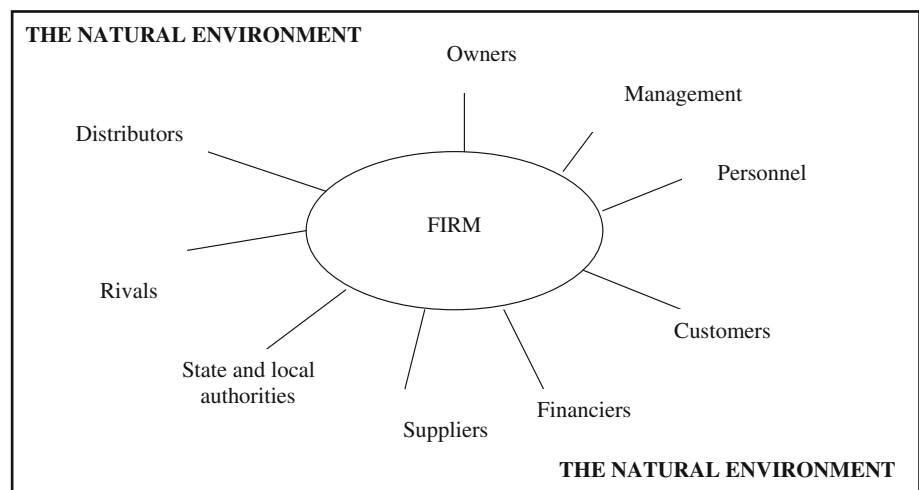 THE NATURAL ENVIRONMENT
Owners
Management
Distributors
Personnel
FIRM
Rivals
Customers
State and local
authorities
Financiers
Suppliers
THE NATURAL ENVIRONMENT